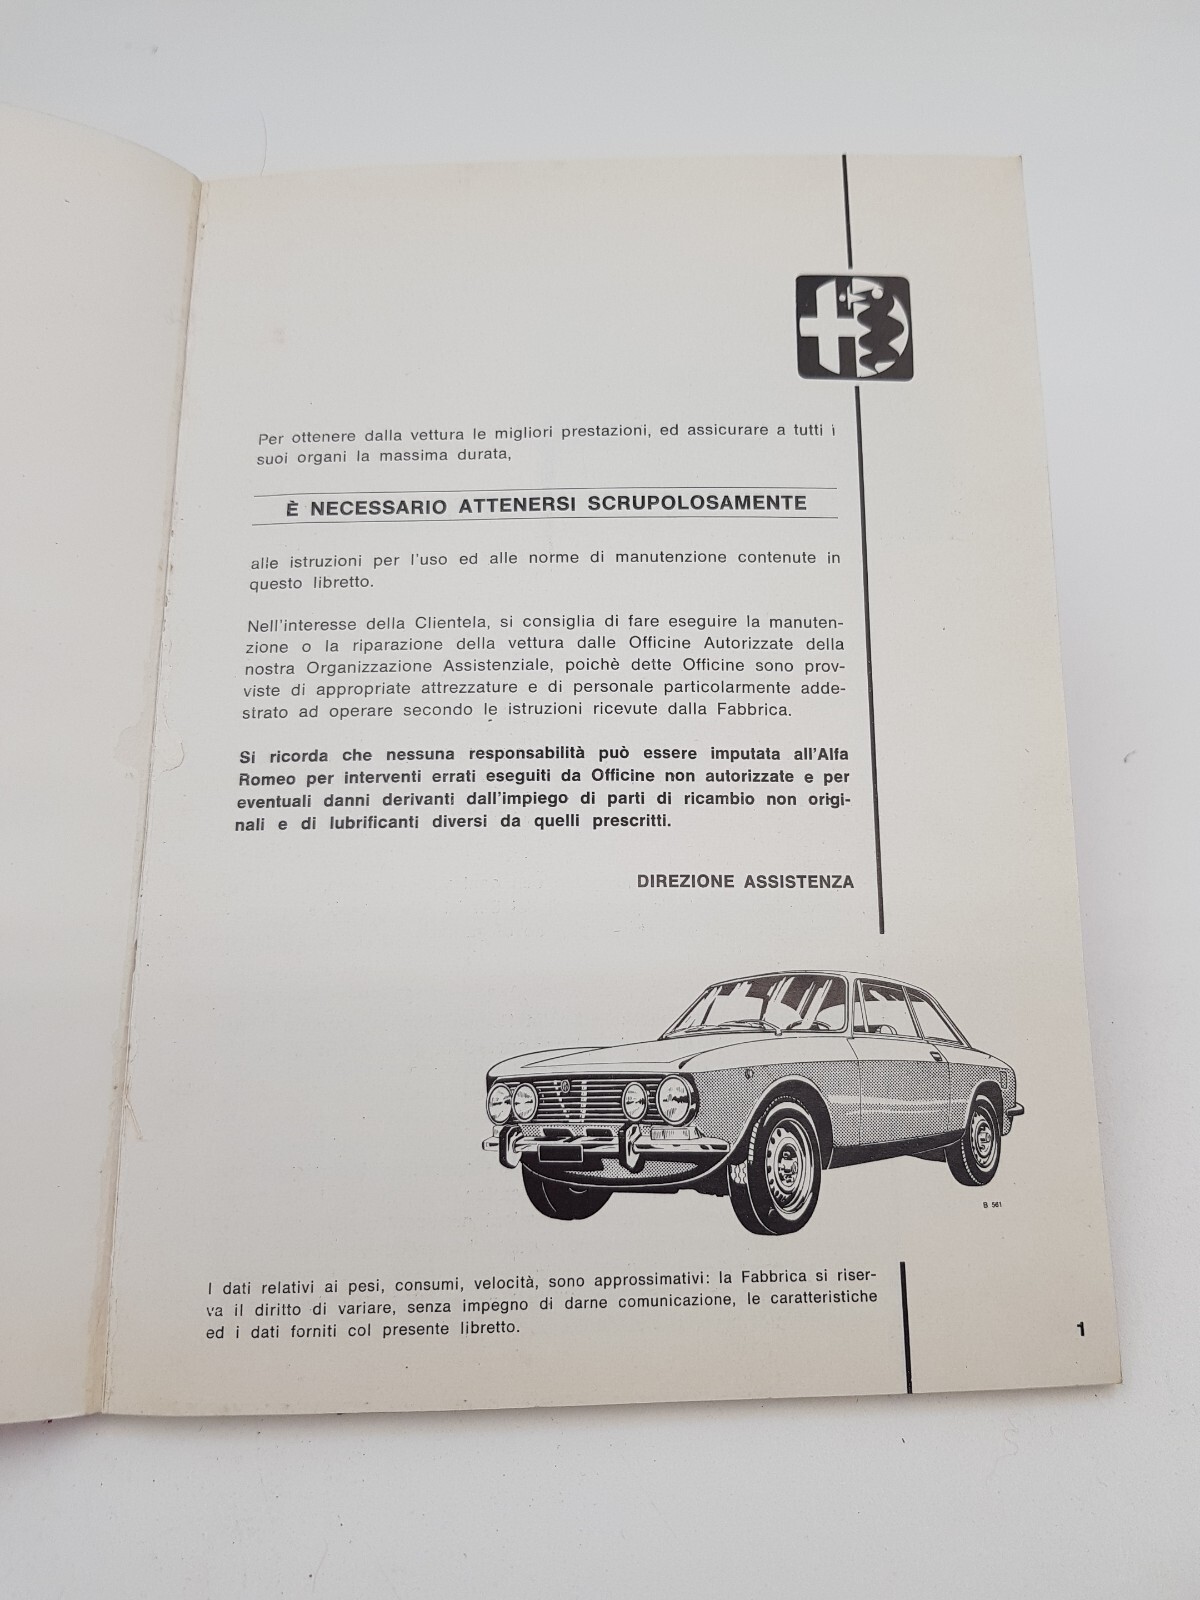 Per ottenere dalla vettura le migliori prestazioni, ed assicurare a tutti i
suoi organi la massima durata,
È NECESSARIO ATTENERSI SCRUPOLOSAMENTE
alle istruzioni per l'uso ed alle norme di manutenzione contenute in
questo libretto.
Nell'interesse della Clientela, si consiglia di fare eseguire la manuten-
zione o la riparazione della vettura dalle Officine Autorizzate della
nostra Organizzazione Assistenziale, poichè dette Officine sono prov-
viste di appropriate attrezzature e di personale particolarmente adde-
strato ad operare secondo le istruzioni ricevute dalla Fabbrica.
Si ricorda che nessuna responsabilità può essere imputata all'Alfa
Romeo per interventi errati eseguiti da Officine non autorizzate e per
eventuali danni derivanti dall'impiego di parti di ricambio non origi-
nali e di lubrificanti diversi da quelli prescritti.
DIREZIONE ASSISTENZA
B 561
I dati relativi ai pesi, consumi, velocità, sono approssimativi: la Fabbrica si riser-
va il diritto di variare, senza impegno di darne comunicazione, le caratteristiche
ed i dati forniti col presente libretto.
1